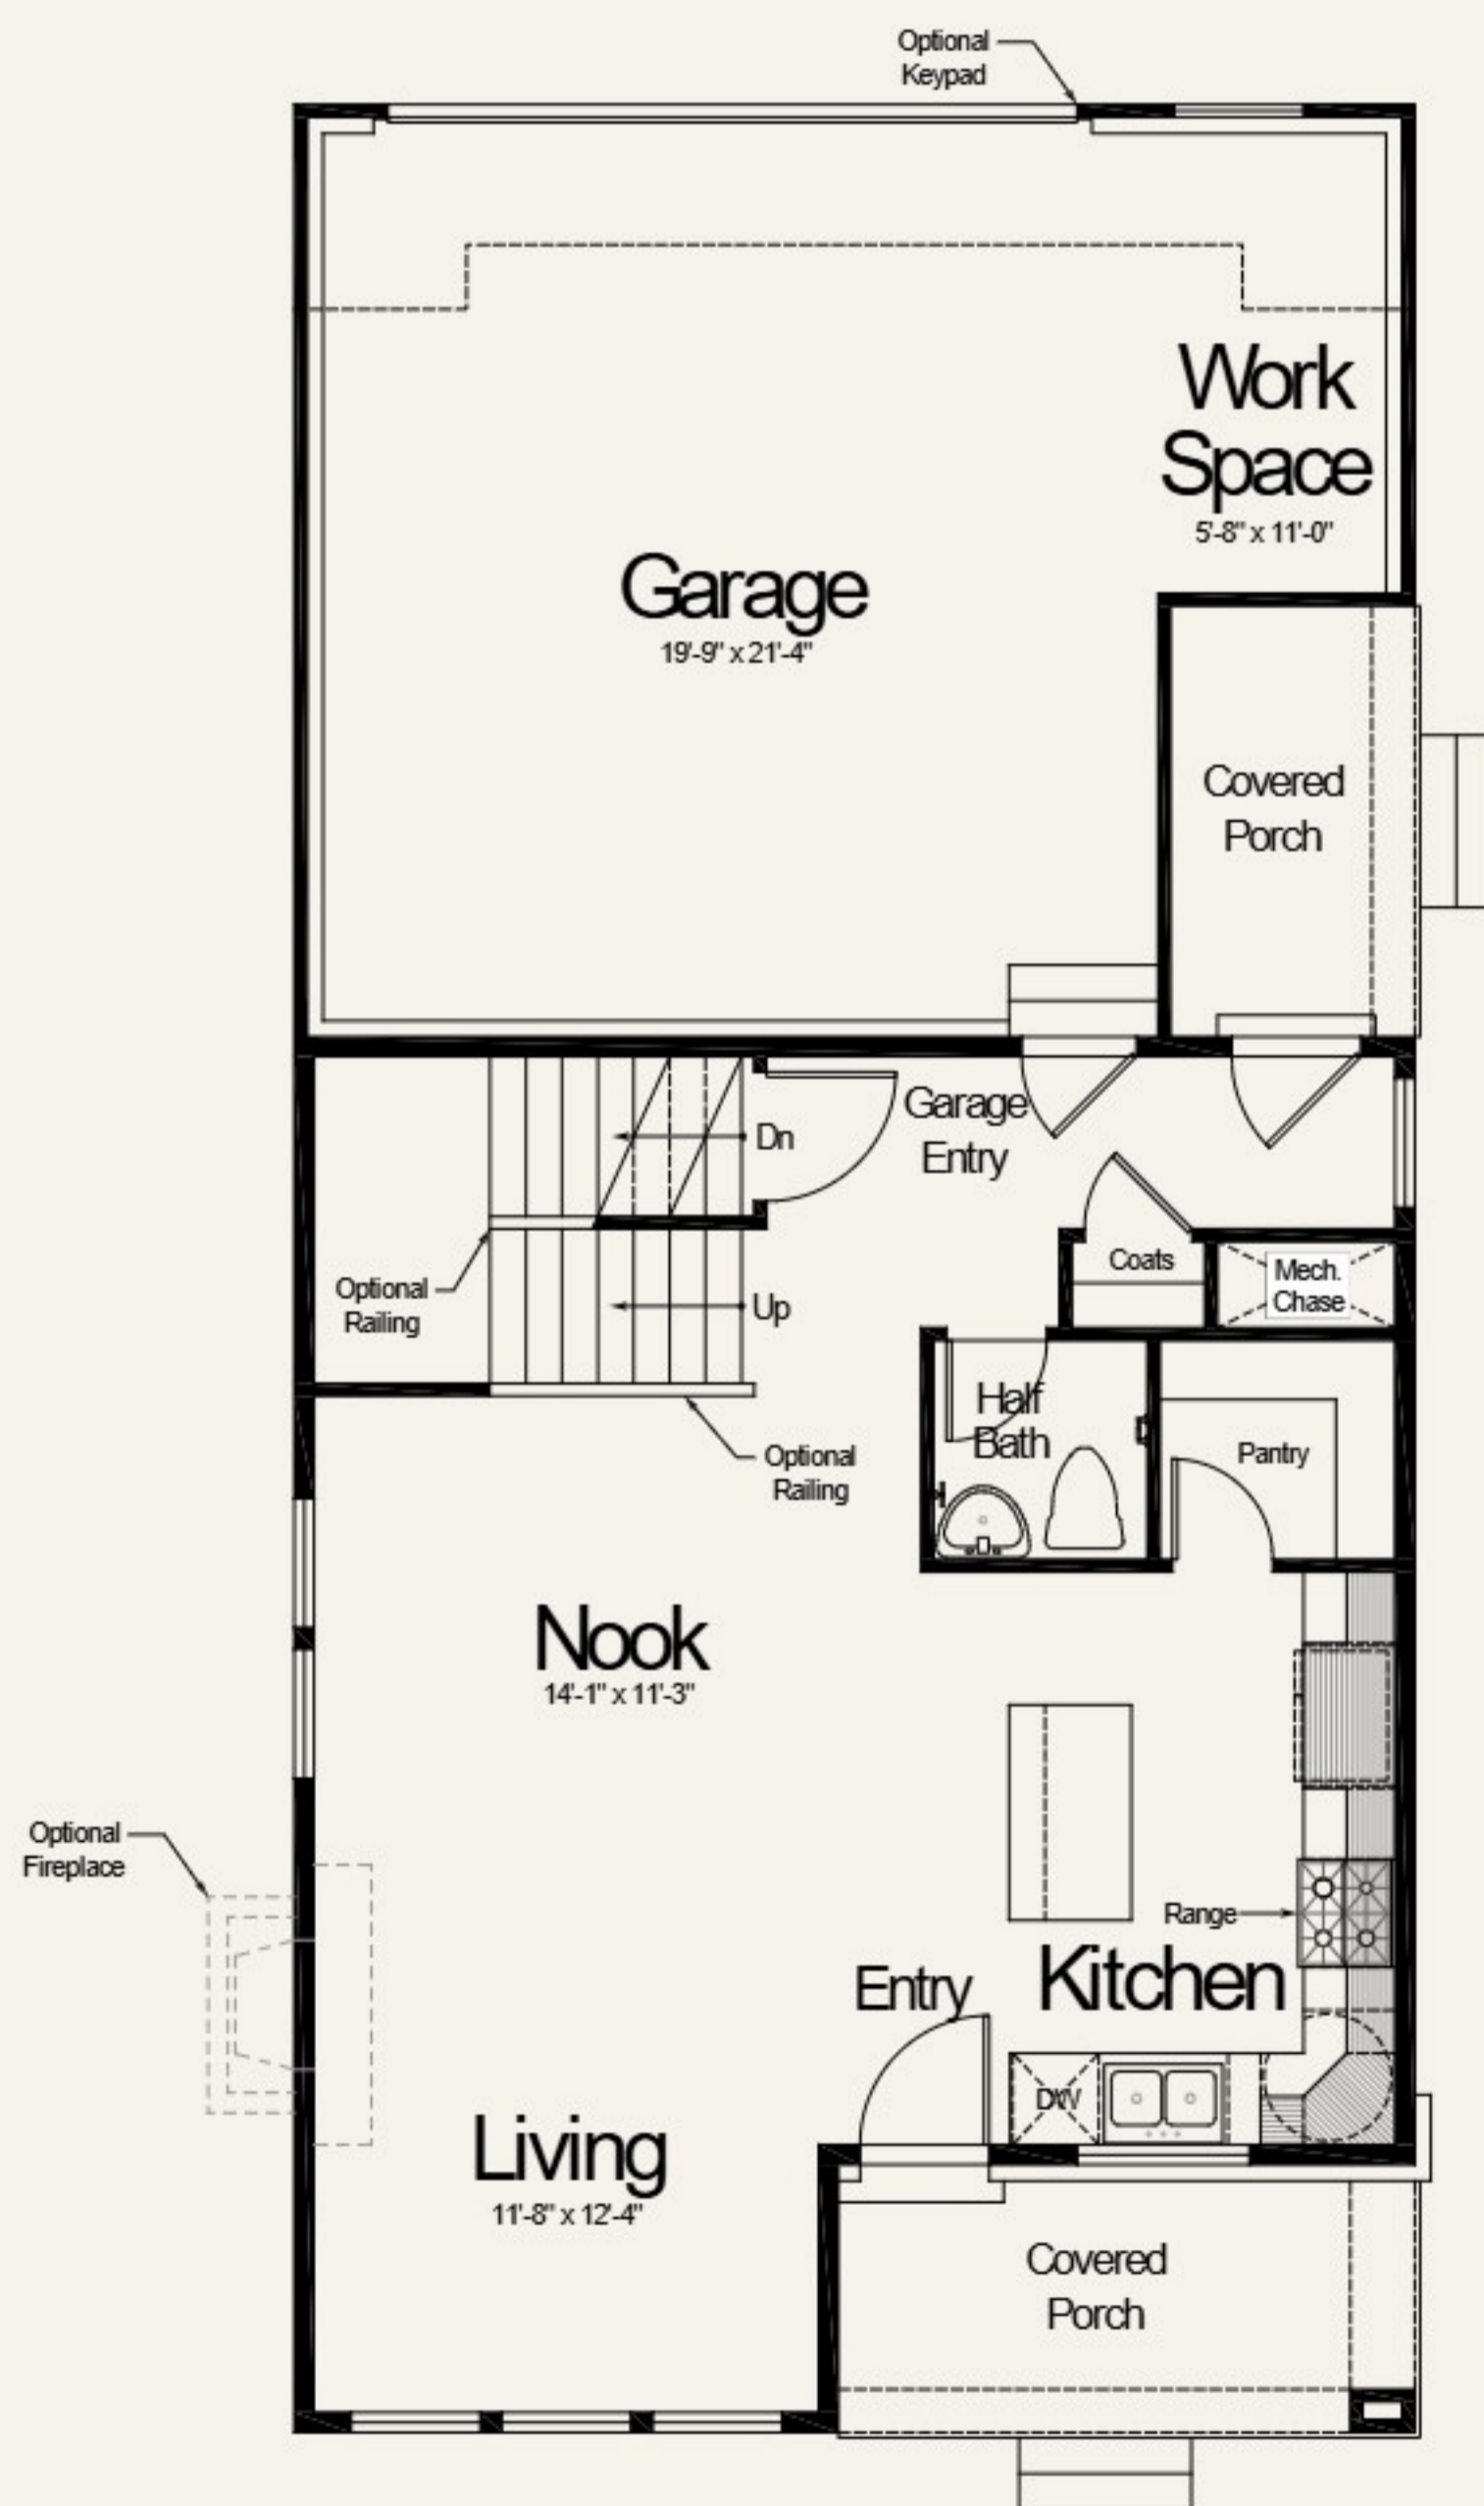 Optional
Keypad
Work
Space
5'-8" x 11'-0"
Garage
19'-9" x 21'-4"
Covered
Porch
Garage
Entry
Dn
Coats
Mech.
Chase
Optional
Railing
Up
Half
Bath
Pantry
Optional
Railing
Nook
14'-1" x 11'-3"
Optional
Fireplace
Range
Entry
Kitchen
DW
Living
11'-8" x 12'-4"
Covered
Porch